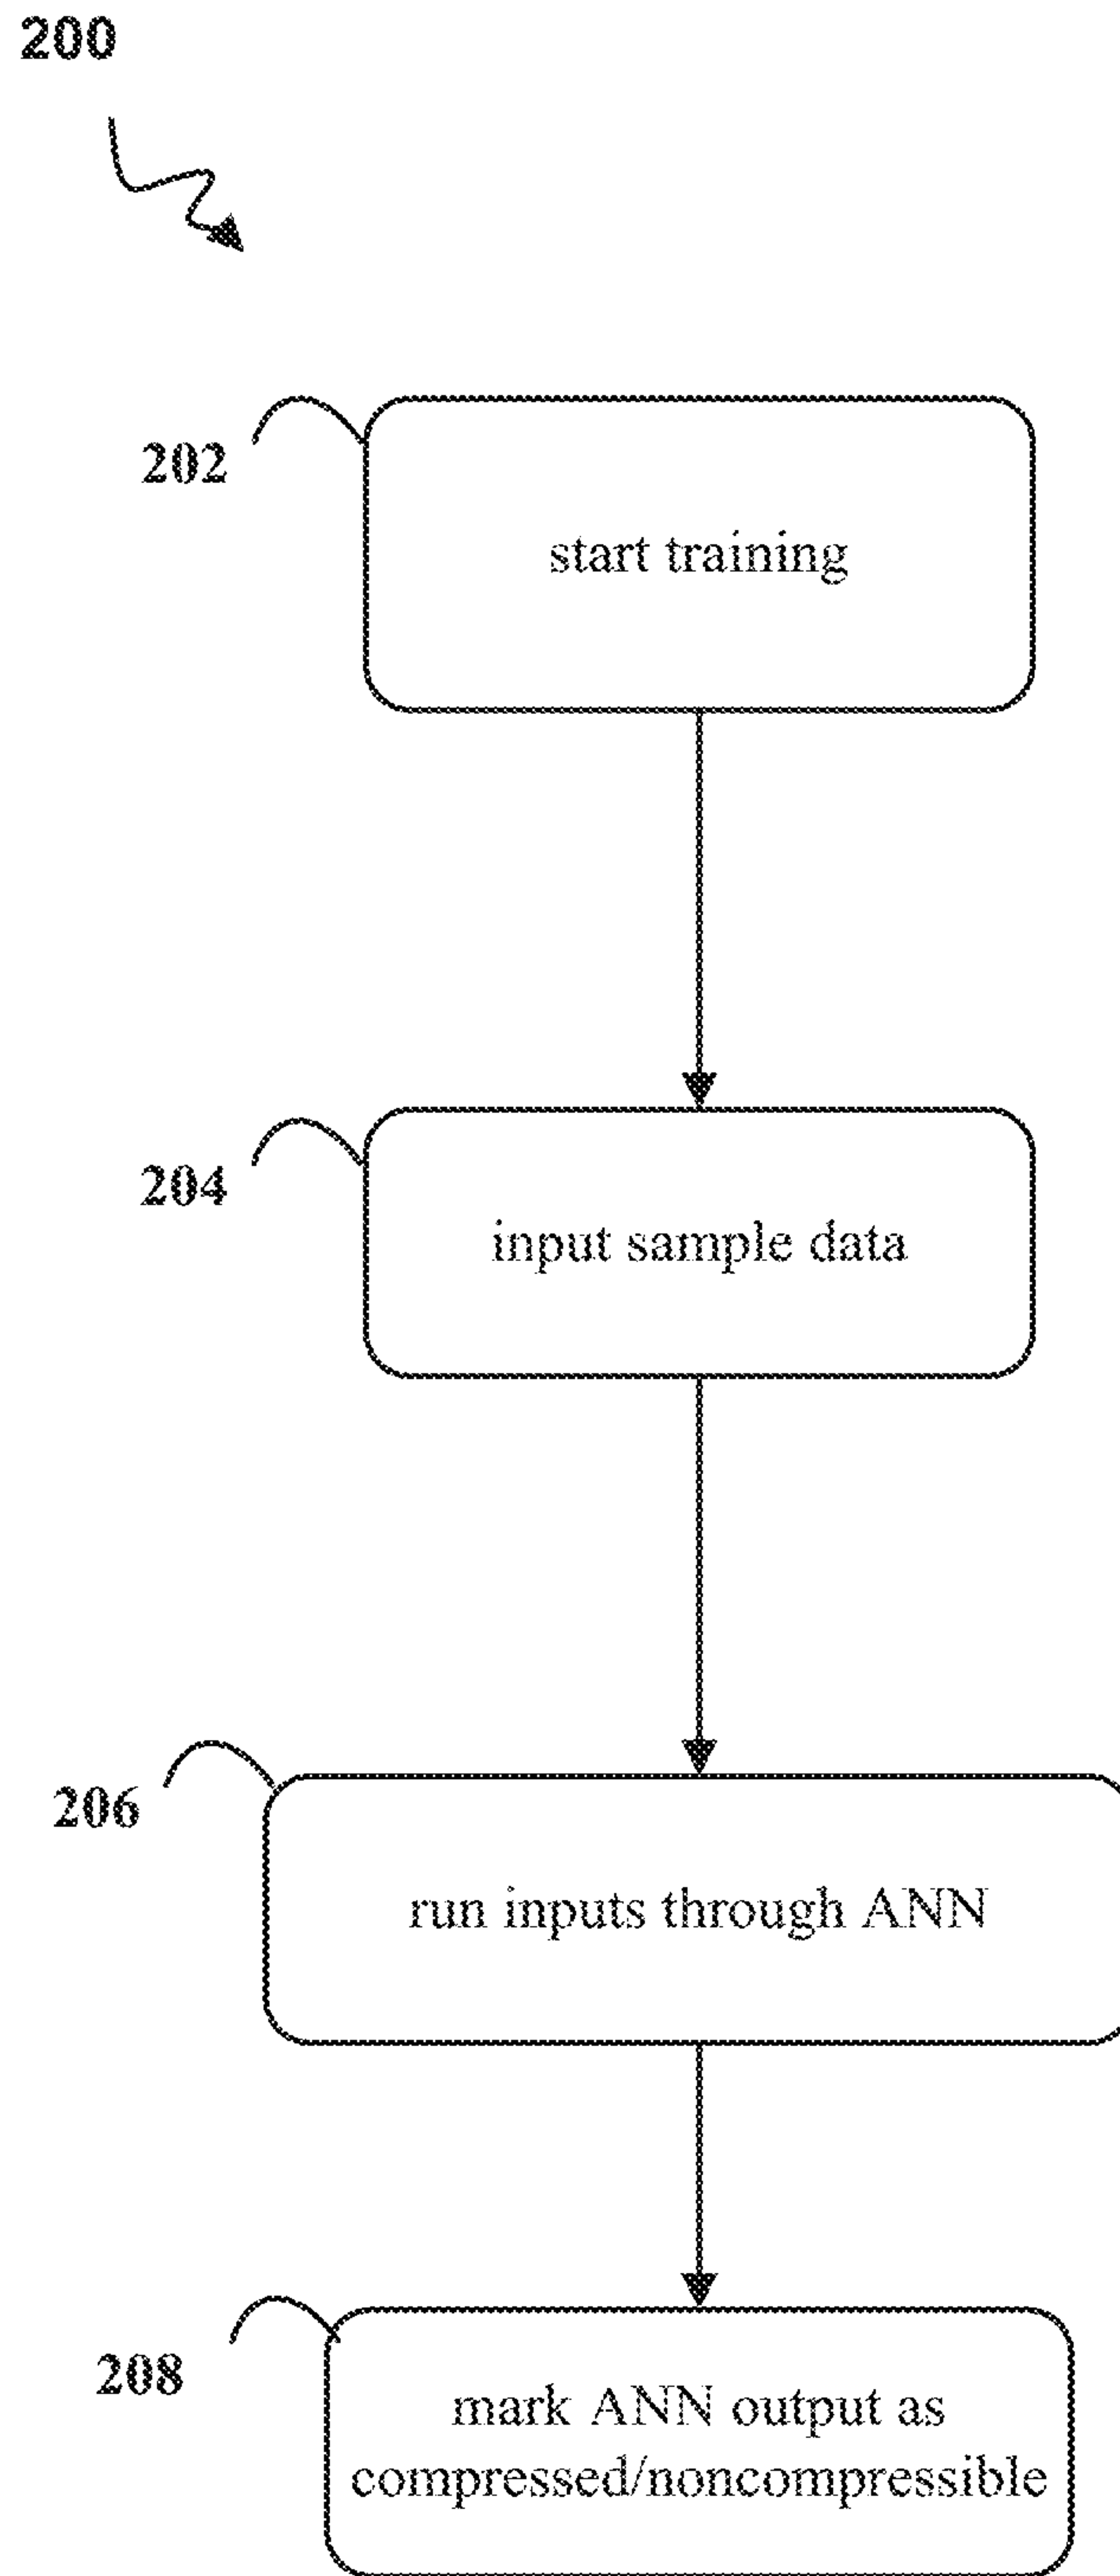 200
202
start training
204
input sample data
206
run inputs through ANN
208
mark ANN output as
compressed/noncompressible